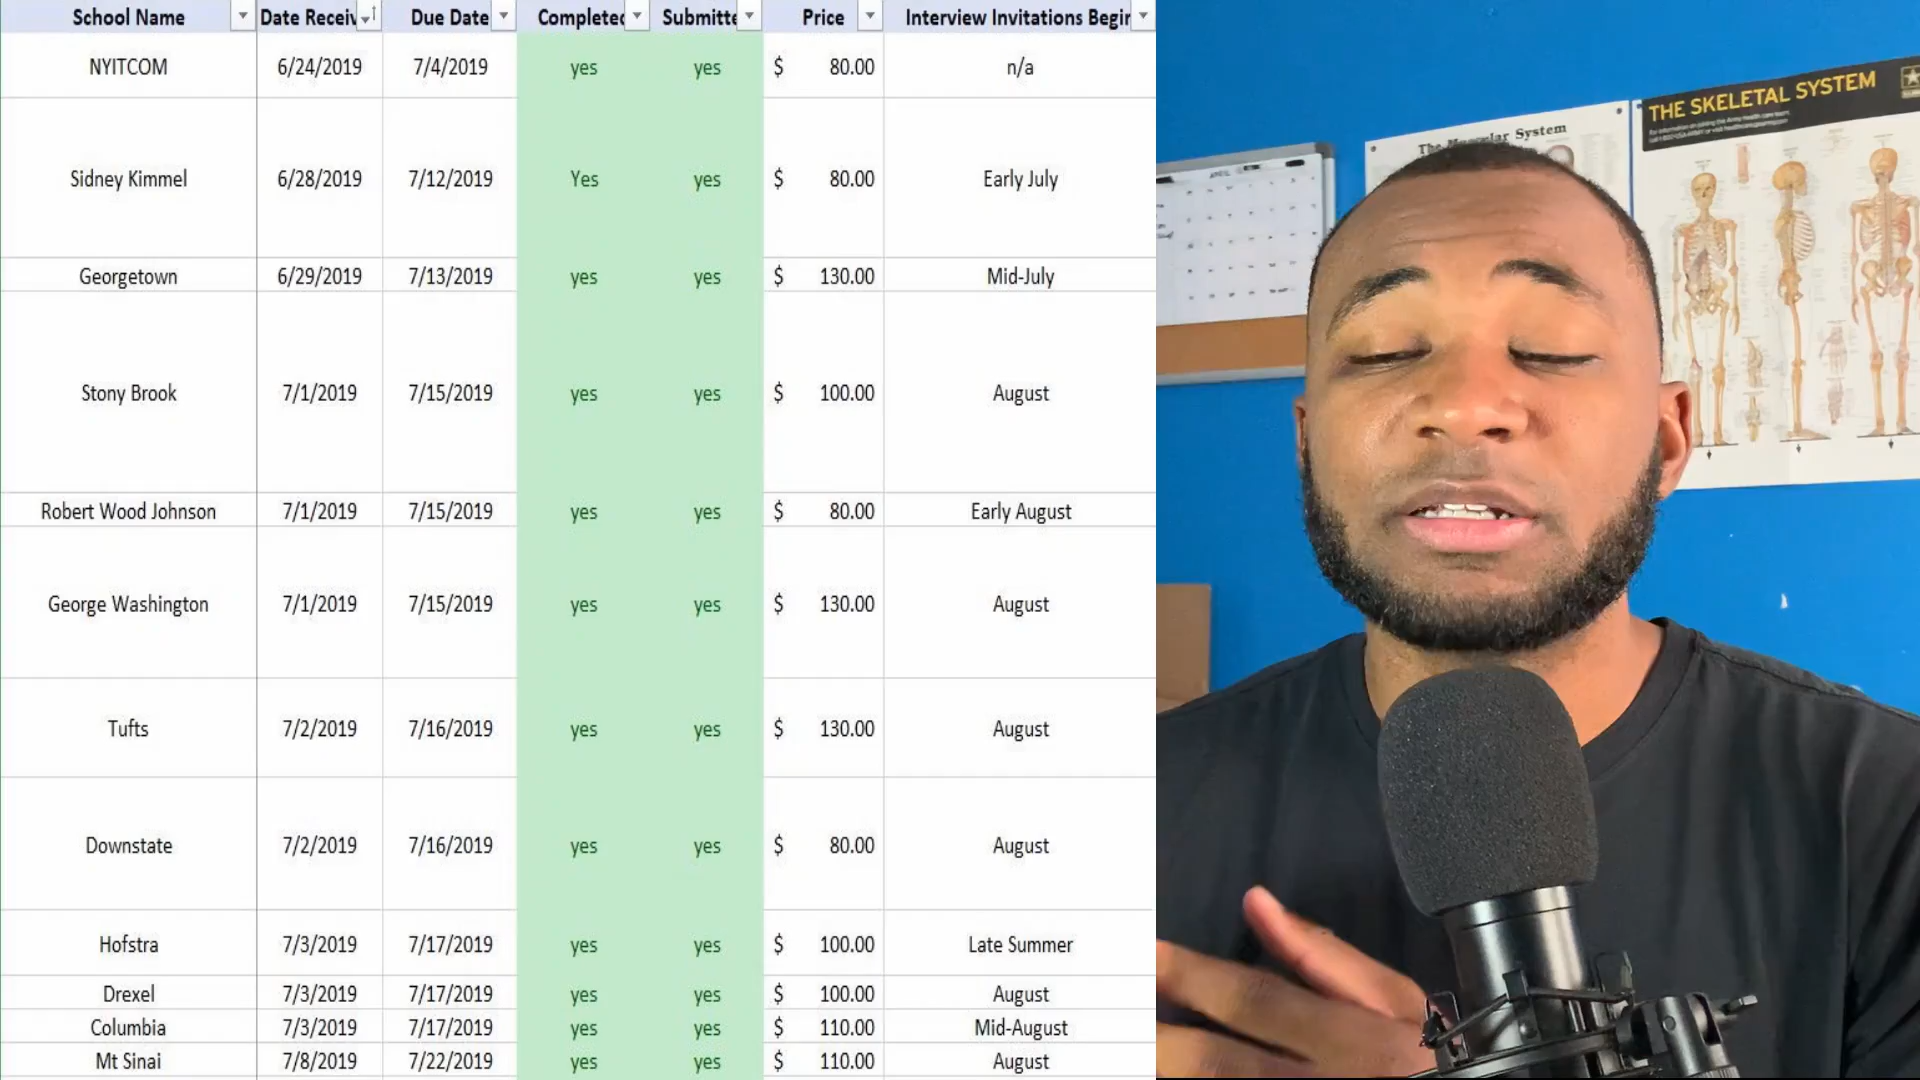 School Name Date Receiv Due Date Completed Submitte Price Interview Invitations Begin
NYITCOM 6/24/2019 7/4/2019 yes yes $ 80.00 n/a
Sidney Kimmel 6/28/2019 7/12/2019 Yes yes $ 80.00 Early July
Georgetown 6/29/2019 7/13/2019 yes yes $ 130.00 Mid-July
Stony Brook 7/1/2019 7/15/2019 yes yes $ 100.00 August
Robert Wood Johnson 7/1/2019 7/15/2019 yes yes $ 80.00 Early August
George Washington 7/1/2019 7/15/2019 yes yes $ 130.00 August
Tufts 7/2/2019 7/16/2019 yes yes $ 130.00 August
Downstate 7/2/2019 7/16/2019 yes yes $ 80.00 August
Hofstra 7/3/2019 7/17/2019 yes yes $ 100.00 Late Summer
Drexel 7/3/2019 7/17/2019 yes yes $ 100.00 August
Columbia 7/3/2019 7/17/2019 yes yes $ 110.00 Mid-August
Mt Sinai 7/8/2019 7/22/2019 yes yes $ 110.00 August
The Muscular System
THE SKELETAL SYSTEM
APRIL